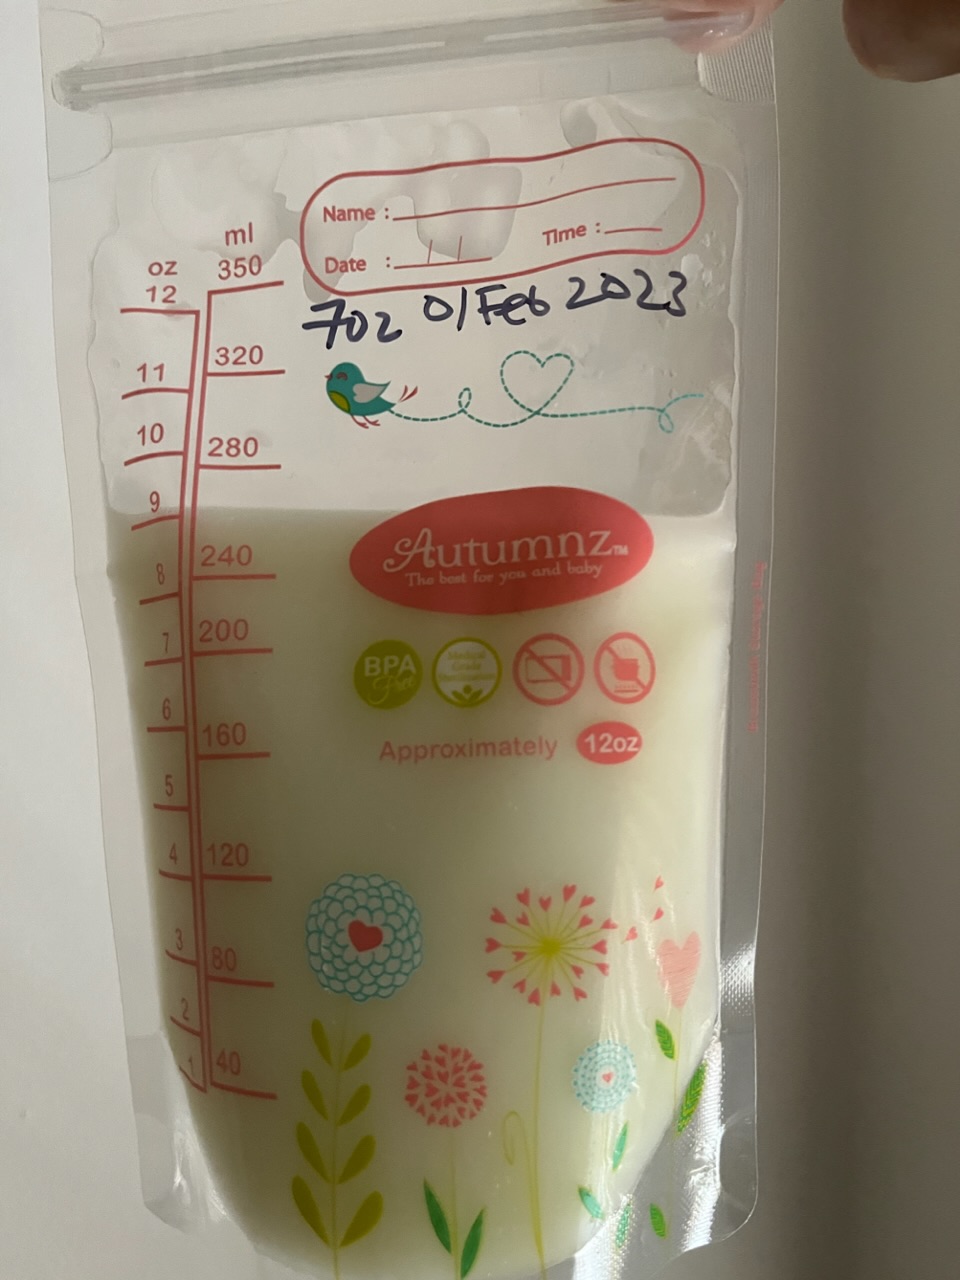 Name :
Time :
Date :
7oz 01 Feb 2023
oz
12
11
10
9
8
7
6
5
4
3
2
1
ml
350
320
280
240
200
160
120
80
40
Autumnz™
The best for you and baby
BPA
Free
Medical
Grade
Approximately 12oz